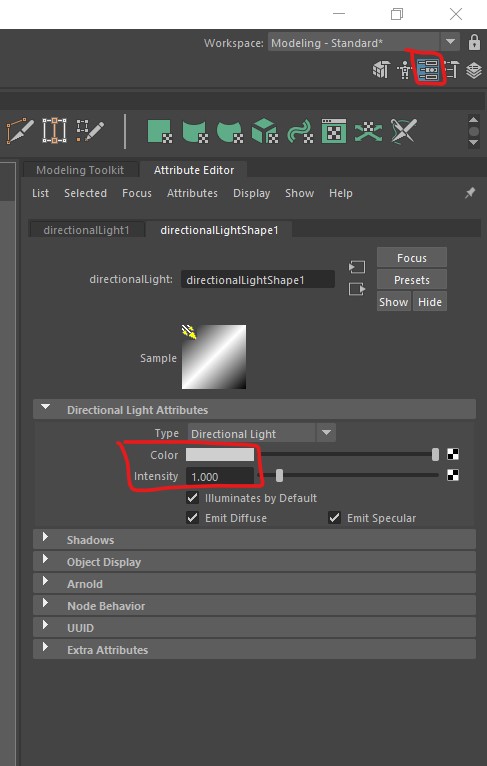 Workspace: Modeling - Standard*
Modeling Toolkit Attribute Editor
List Selected Focus Attributes Display Show Help
directionalLight1 directionalLightShape1
Focus
directionalLight: directionalLightShape1
Presets
Show Hide
Sample
Directional Light Attributes
Type Directional Light
Color
Intensity 1.000
Illuminates by Default
Emit Diffuse Emit Specular
Shadows
Object Display
Arnold
Node Behavior
UUID
Extra Attributes